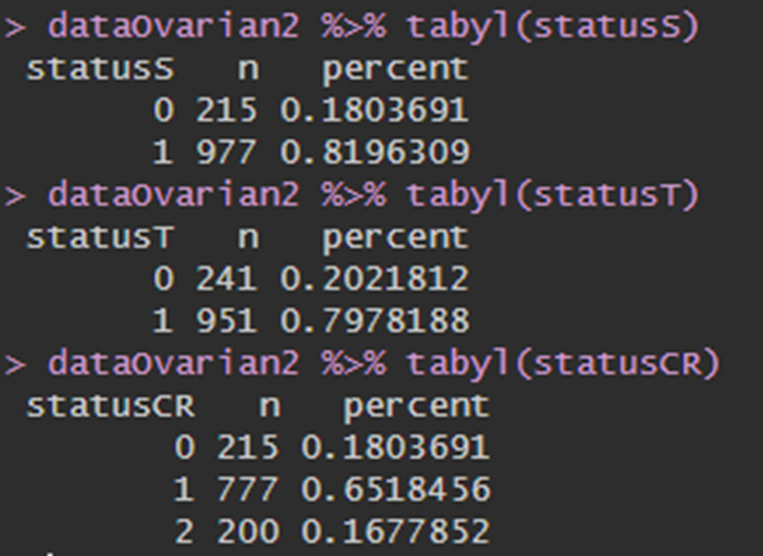 > dataOvarian2 %>% tabyl(statusS)
statusS n percent
0 215 0.1803691
1 977 0.8196309
> dataOvarian2 %>% tabyl(statusT)
statusT n percent
0 241 0.2021812
1 951 0.7978188
> dataOvarian2 %>% tabyl(statusCR)
statusCR n percent
0 215 0.1803691
1 777 0.6518456
2 200 0.1677852